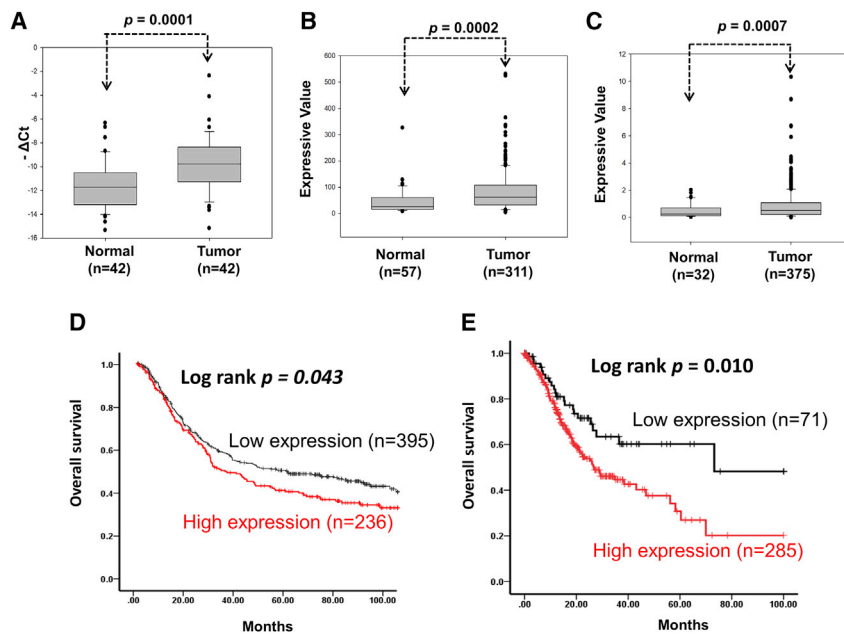 A
p = 0.0001
0
-2
-4
-6
-8
-10
-12
-14
-16
- ΔCt
Normal
(n=42)
Tumor
(n=42)
B
p = 0.0002
600
500
400
300
200
100
0
Expressive Value
Normal
(n=57)
Tumor
(n=311)
C
p = 0.0007
12
10
8
6
4
2
0
Expressive Value
Normal
(n=32)
Tumor
(n=375)
D
Log rank p = 0.043
1.0
0.8
0.6
0.4
0.2
0.0
Overall survival
Low expression (n=395)
High expression (n=236)
.00 20.00 40.00 60.00 80.00 100.00
Months
E
Log rank p = 0.010
1.0
0.8
0.6
0.4
0.2
0.0
Overall survival
Low expression (n=71)
High expression (n=285)
.00 20.00 40.00 60.00 80.00 100.00
Months